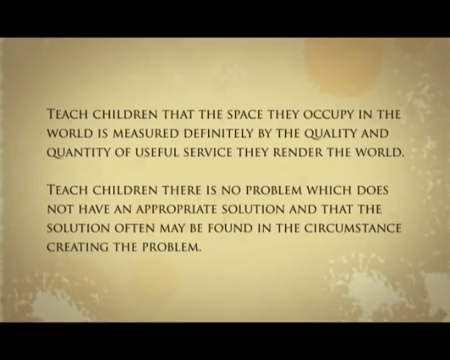 Teach children that the space they occupy in the
world is measured definitely by the quality and
quantity of useful service they render the world.
Teach children there is no problem which does
not have an appropriate solution and that the
solution often may be found in the circumstance
creating the problem.